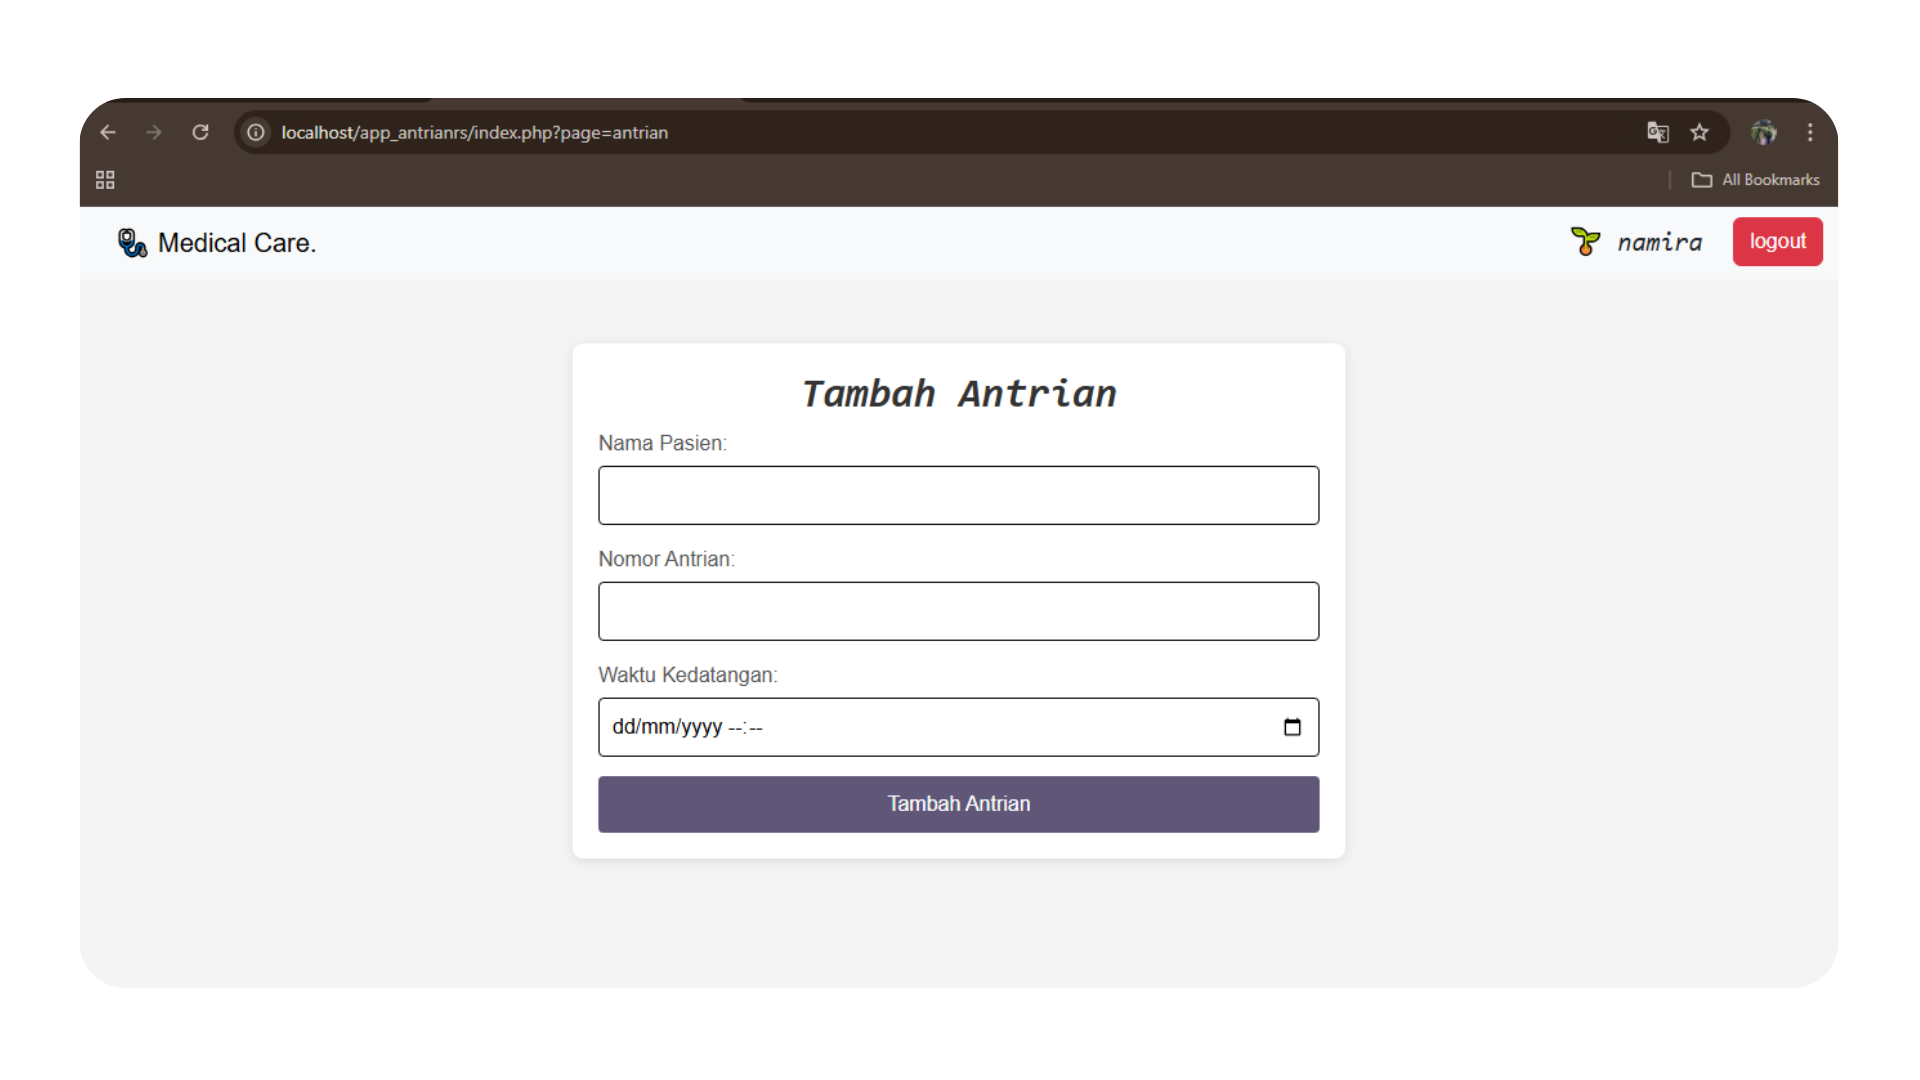 localhost/app_antrianrs/index.php?page=antrian
All Bookmarks
Medical Care.
namira
logout
Tambah Antrian
Nama Pasien:
Nomor Antrian:
Waktu Kedatangan:
dd/mm/yyyy --:--
Tambah Antrian